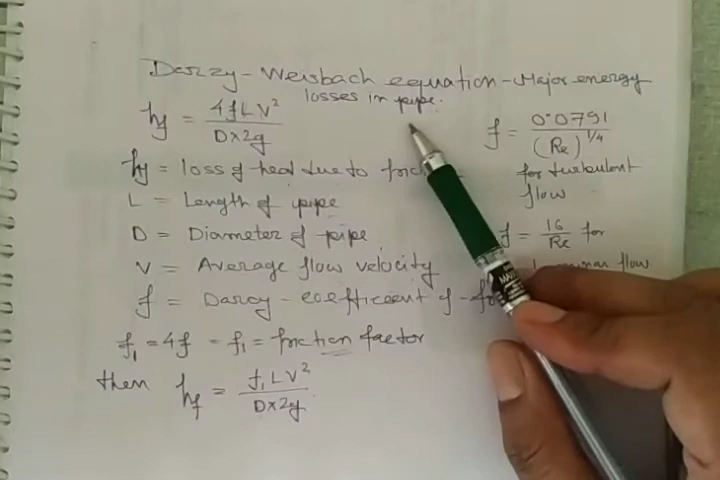 Darzy-Weisbach equation-Major energy
losses in pipe.
hf = 4fLV² / D×2g
f = 0.0791 / (Re)^1/4
for turbulent
flow
hf = loss of head due to
L = Length of pipe
D = Diameter of pipe
f = 16/Re for
flow
V = Average flow velocity
f = Darcy-coefficient of
f₁ = 4f = f₁ = friction factor
then hf = f₁LV² / D×2g